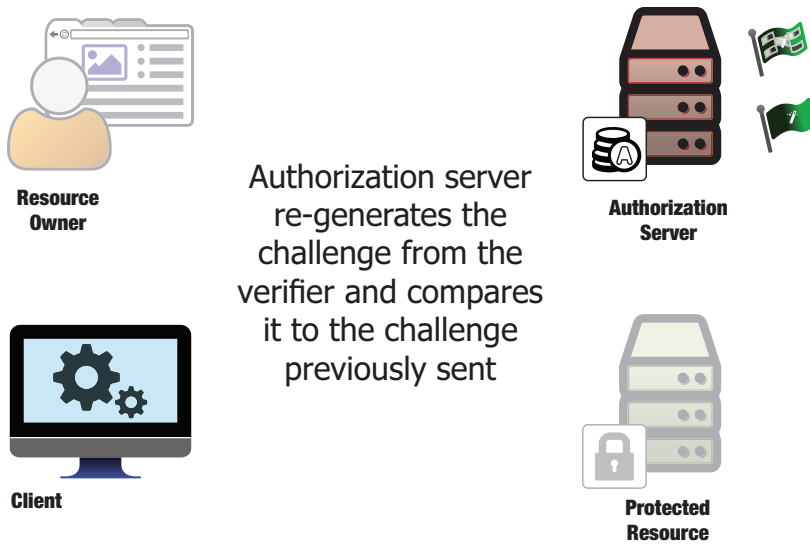 Resource
Owner
Authorization server
re-generates the
challenge from the
verifier and compares
it to the challenge
previously sent
A
Authorization
Server
Client
Protected
Resource